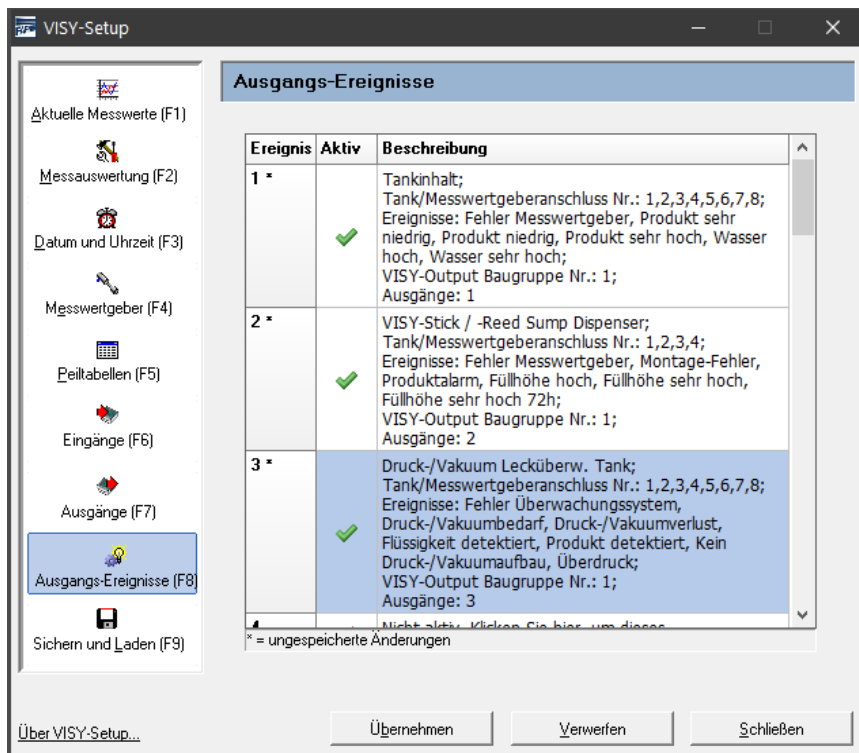 VISY-Setup
Aktuelle Messwerte (F1)
Messauswertung (F2)
Datum und Uhrzeit (F3)
Messwertgeber (F4)
Peiltabellen (F5)
Eingänge (F6)
Ausgänge (F7)
Ausgangs-Ereignisse (F8)
Sichern und Laden (F9)
Über VISY-Setup...
Ausgangs-Ereignisse
Ereignis Aktiv Beschreibung
1 *
Tankinhalt;
Tank/Messwertgeberanschluss Nr.: 1,2,3,4,5,6,7,8;
Ereignisse: Fehler Messwertgeber, Produkt sehr
niedrig, Produkt niedrig, Produkt sehr hoch, Wasser
hoch, Wasser sehr hoch;
VISY-Output Baugruppe Nr.: 1;
Ausgänge: 1
2 *
VISY-Stick / -Reed Sump Dispenser;
Tank/Messwertgeberanschluss Nr.: 1,2,3,4;
Ereignisse: Fehler Messwertgeber, Montage-Fehler,
Produktalarm, Füllhöhe hoch, Füllhöhe sehr hoch,
Füllhöhe sehr hoch 72h;
VISY-Output Baugruppe Nr.: 1;
Ausgänge: 2
3 *
Druck-/Vakuum Lecküberw. Tank;
Tank/Messwertgeberanschluss Nr.: 1,2,3,4,5,6,7,8;
Ereignisse: Fehler Überwachungssystem,
Druck-/Vakuumbedarf, Druck-/Vakuumverlust,
Flüssigkeit detektiert, Produkt detektiert, Kein
Druck-/Vakuumaufbau, Überdruck;
VISY-Output Baugruppe Nr.: 1;
Ausgänge: 3
Nicht aktiv. Klicken Sie hier, um dieses
* = ungespeicherte Änderungen
Übernehmen
Verwerfen
Schließen